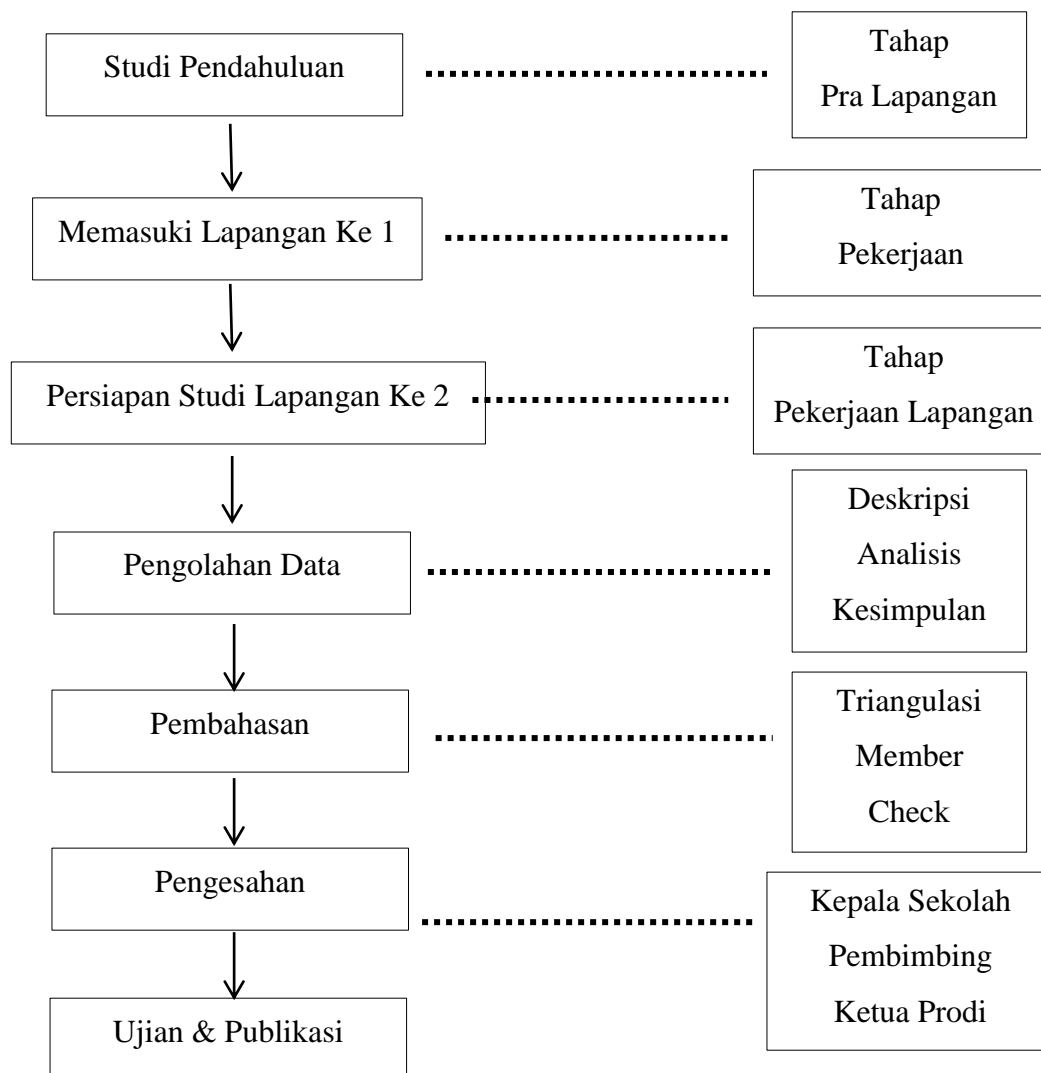 Studi Pendahuluan
Tahap
Pra Lapangan
Memasuki Lapangan Ke 1
Tahap
Pekerjaan
Persiapan Studi Lapangan Ke 2
Tahap
Pekerjaan Lapangan
Pengolahan Data
Deskripsi
Analisis
Kesimpulan
Pembahasan
Triangulasi
Member
Check
Pengesahan
Kepala Sekolah
Pembimbing
Ketua Prodi
Ujian & Publikasi